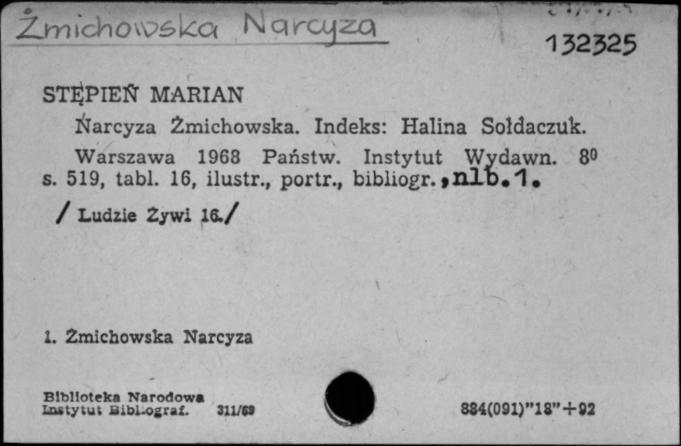 Żmichowska Narcyza
132325
STĘPIEŃ MARIAN
Narcyza Żmichowska. Indeks: Halina Sołdaczuk.
Warszawa 1968 Państw. Instytut Wydawn. 8⁰
s. 519, tabl. 16, ilustr., portr., bibliogr., nlb.1.
/ Ludzie Żywi 16./
1. Żmichowska Narcyza
Biblioteka Narodowa
Instytut Bibliograf. 311/69
884(091)"18"+92